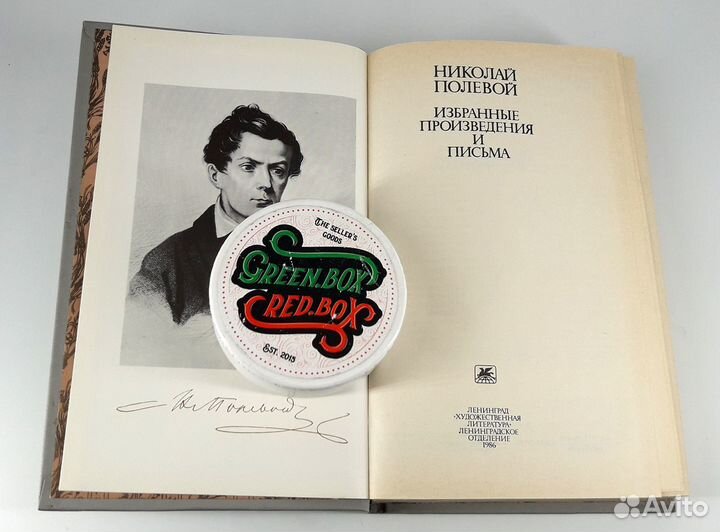 THE SELLER'S
GOODS
GREEN.BOX
RED.BOX
EST. 2015
Н Полевой
НИКОЛАЙ
ПОЛЕВОЙ
ИЗБРАННЫЕ
ПРОИЗВЕДЕНИЯ
И
ПИСЬМА
ЛЕНИНГРАД
«ХУДОЖЕСТВЕННАЯ
ЛИТЕРАТУРА»
ЛЕНИНГРАДСКОЕ
ОТДЕЛЕНИЕ
1986
Avito